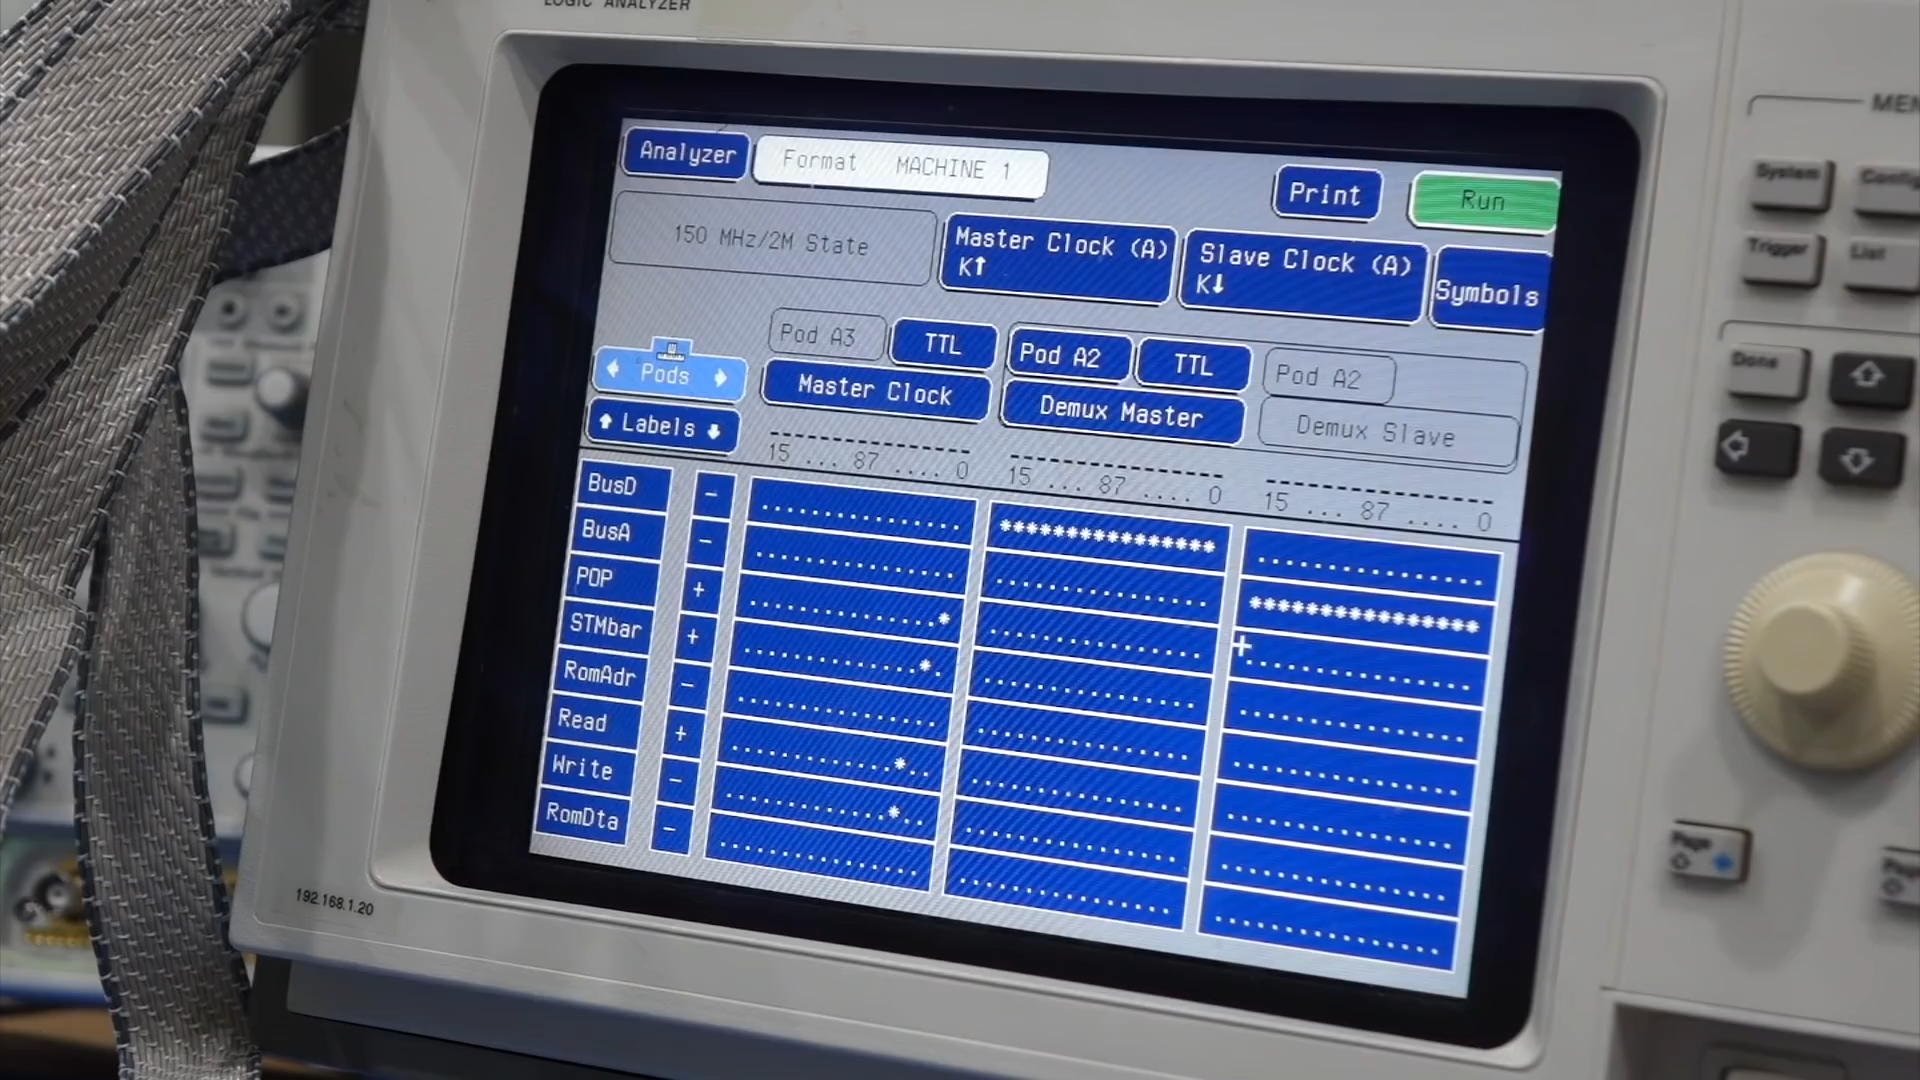 LOGIC ANALYZER
Analyzer
Format MACHINE 1
Print
Run
150 MHz/2M State
Master Clock (A)
K↑
Slave Clock (A)
K↓
Symbols
Pod A3
TTL
Pod A2
TTL
Pod A2
Pods
Master Clock
Demux Master
Demux Slave
Labels
15 ... 87 .... 0
15 ... 87 .... 0
15 ... 87 .... 0
BusD -
BusA -
POP +
STMbar +
RomAdr -
Read +
Write -
RomDta -
192.168.1.20
System
Trigger
List
Done
Page